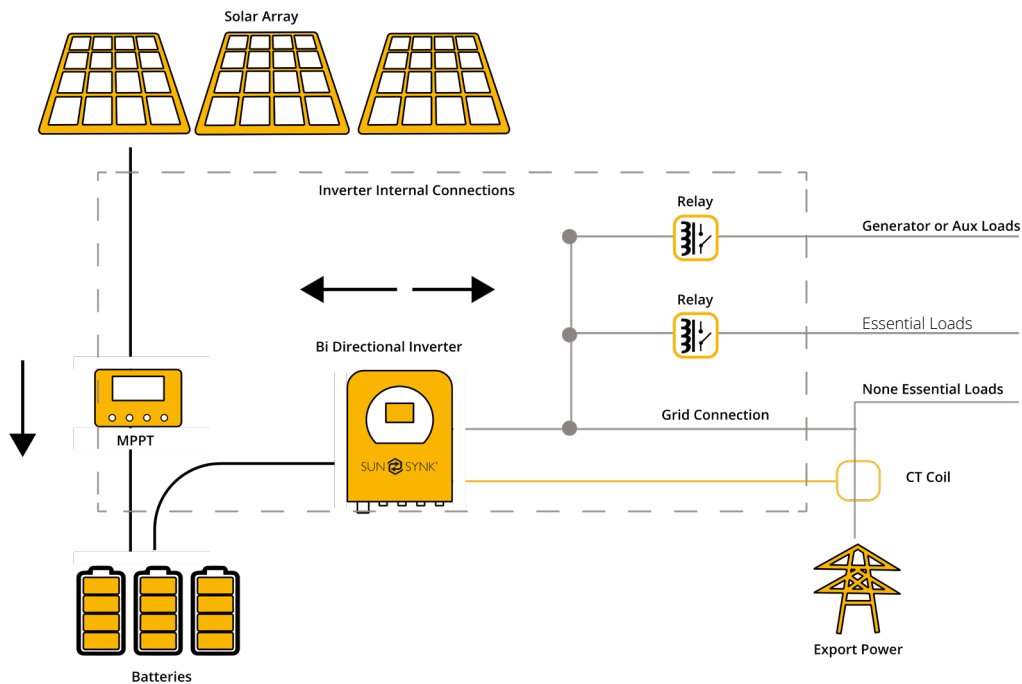 Solar Array
Inverter Internal Connections
Relay
Generator or Aux Loads
Relay
Essential Loads
Bi Directional Inverter
None Essential Loads
Grid Connection
MPPT
SUN SYNK
CT Coil
Export Power
Batteries